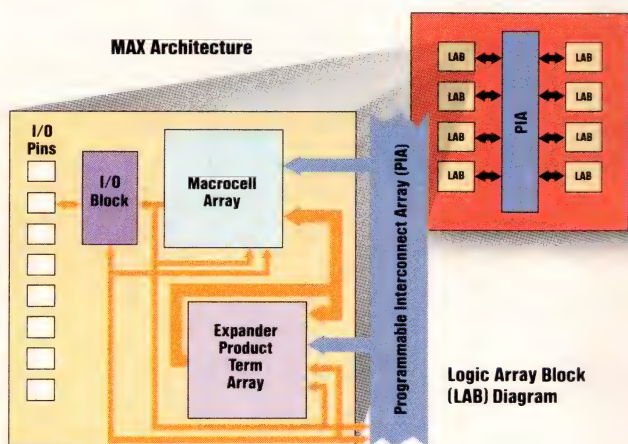 MAX Architecture
I/O
Pins
I/O
Block
Macrocell
Array
Expander
Product
Term
Array
Programmable Interconnect Array (PIA)
LAB
LAB
LAB
LAB
PIA
LAB
LAB
LAB
LAB
Logic Array Block
(LAB) Diagram